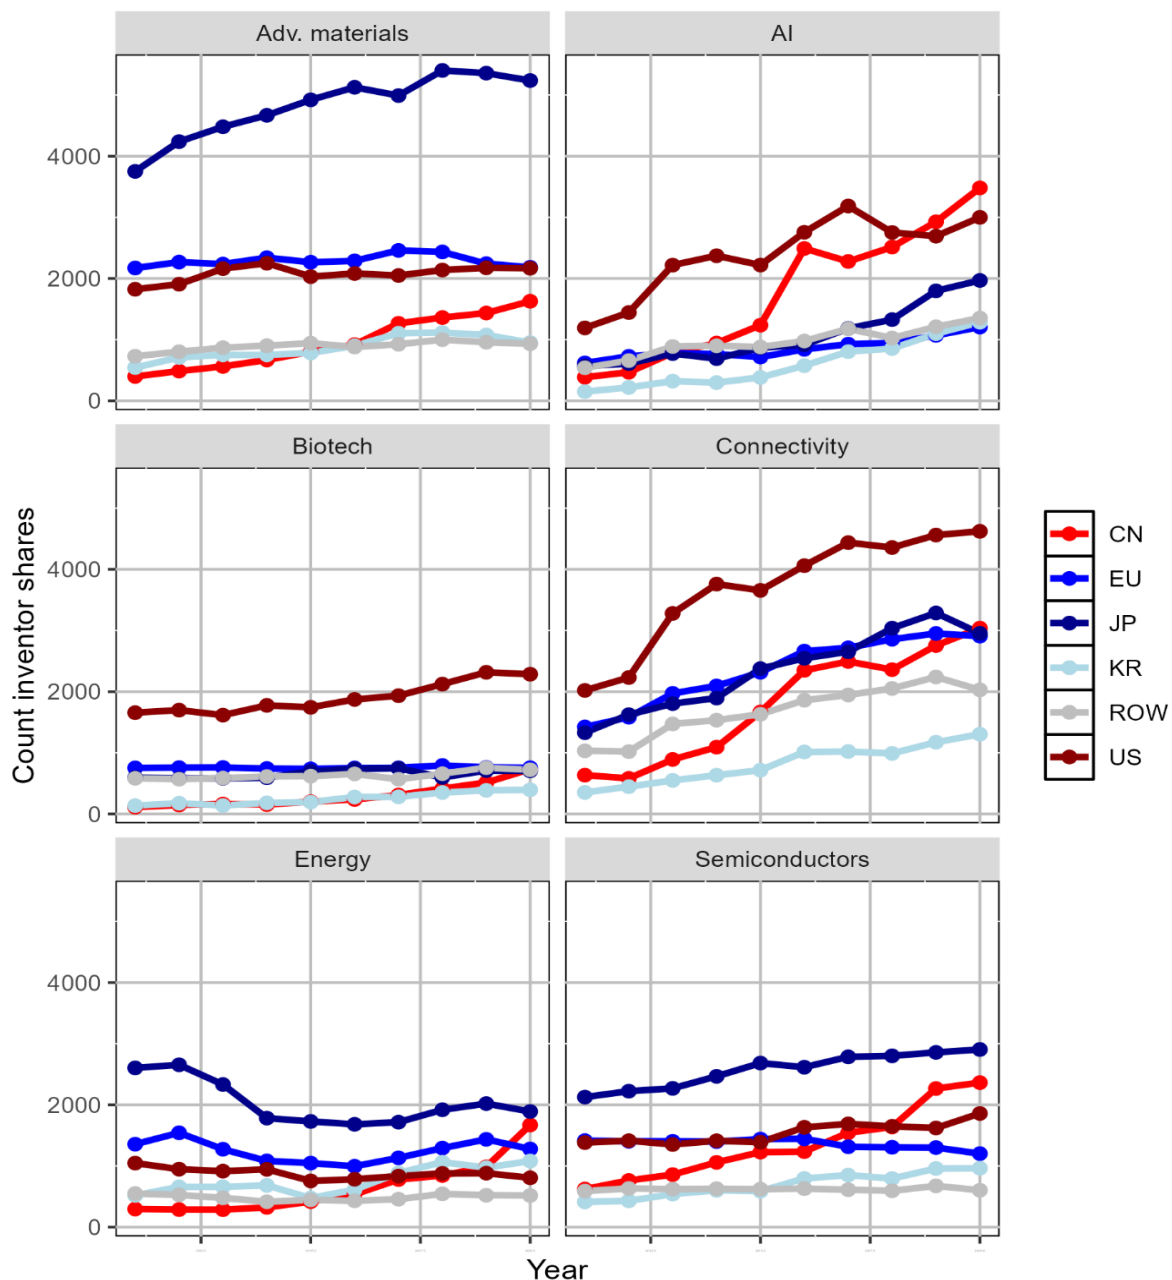 Adv. materials
AI
4000
2000
0
Biotech
Connectivity
4000
2000
0
Energy
Semiconductors
4000
2000
0
Year
Count inventor shares
CN
EU
JP
KR
ROW
US